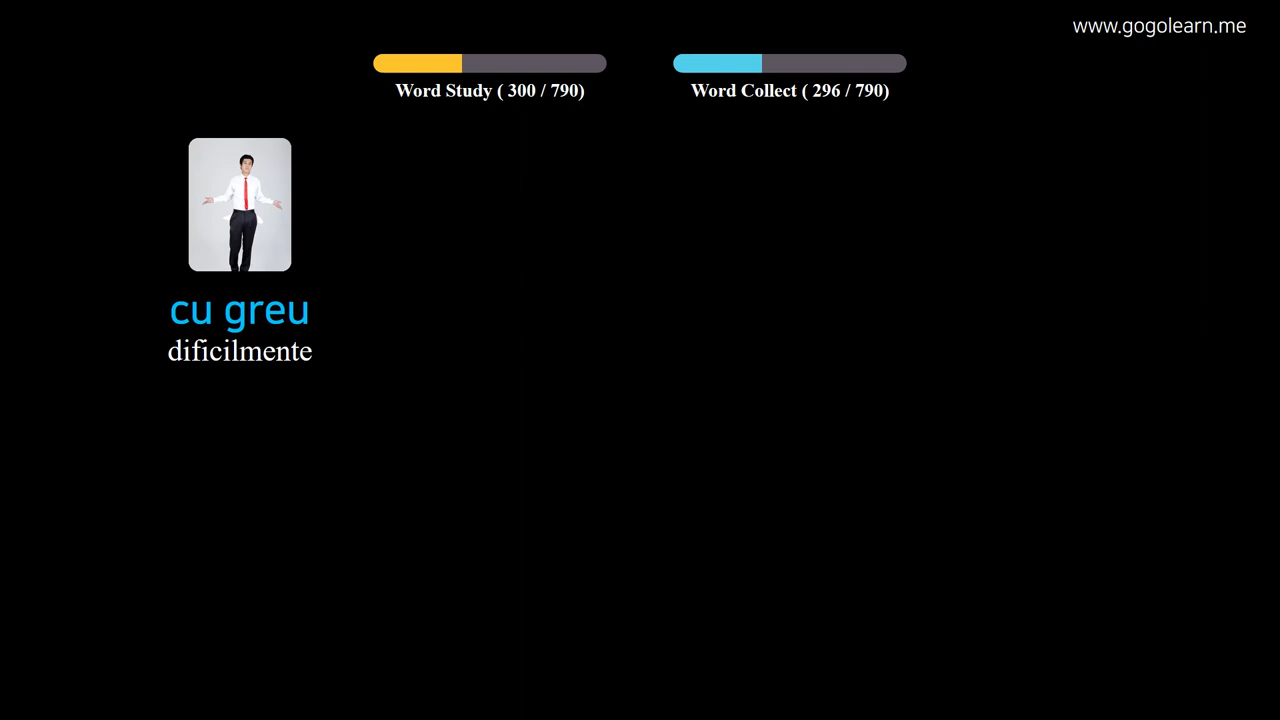 www.gogolearn.me
Word Study ( 300 / 790)
Word Collect ( 296 / 790)
cu greu
dificilmente